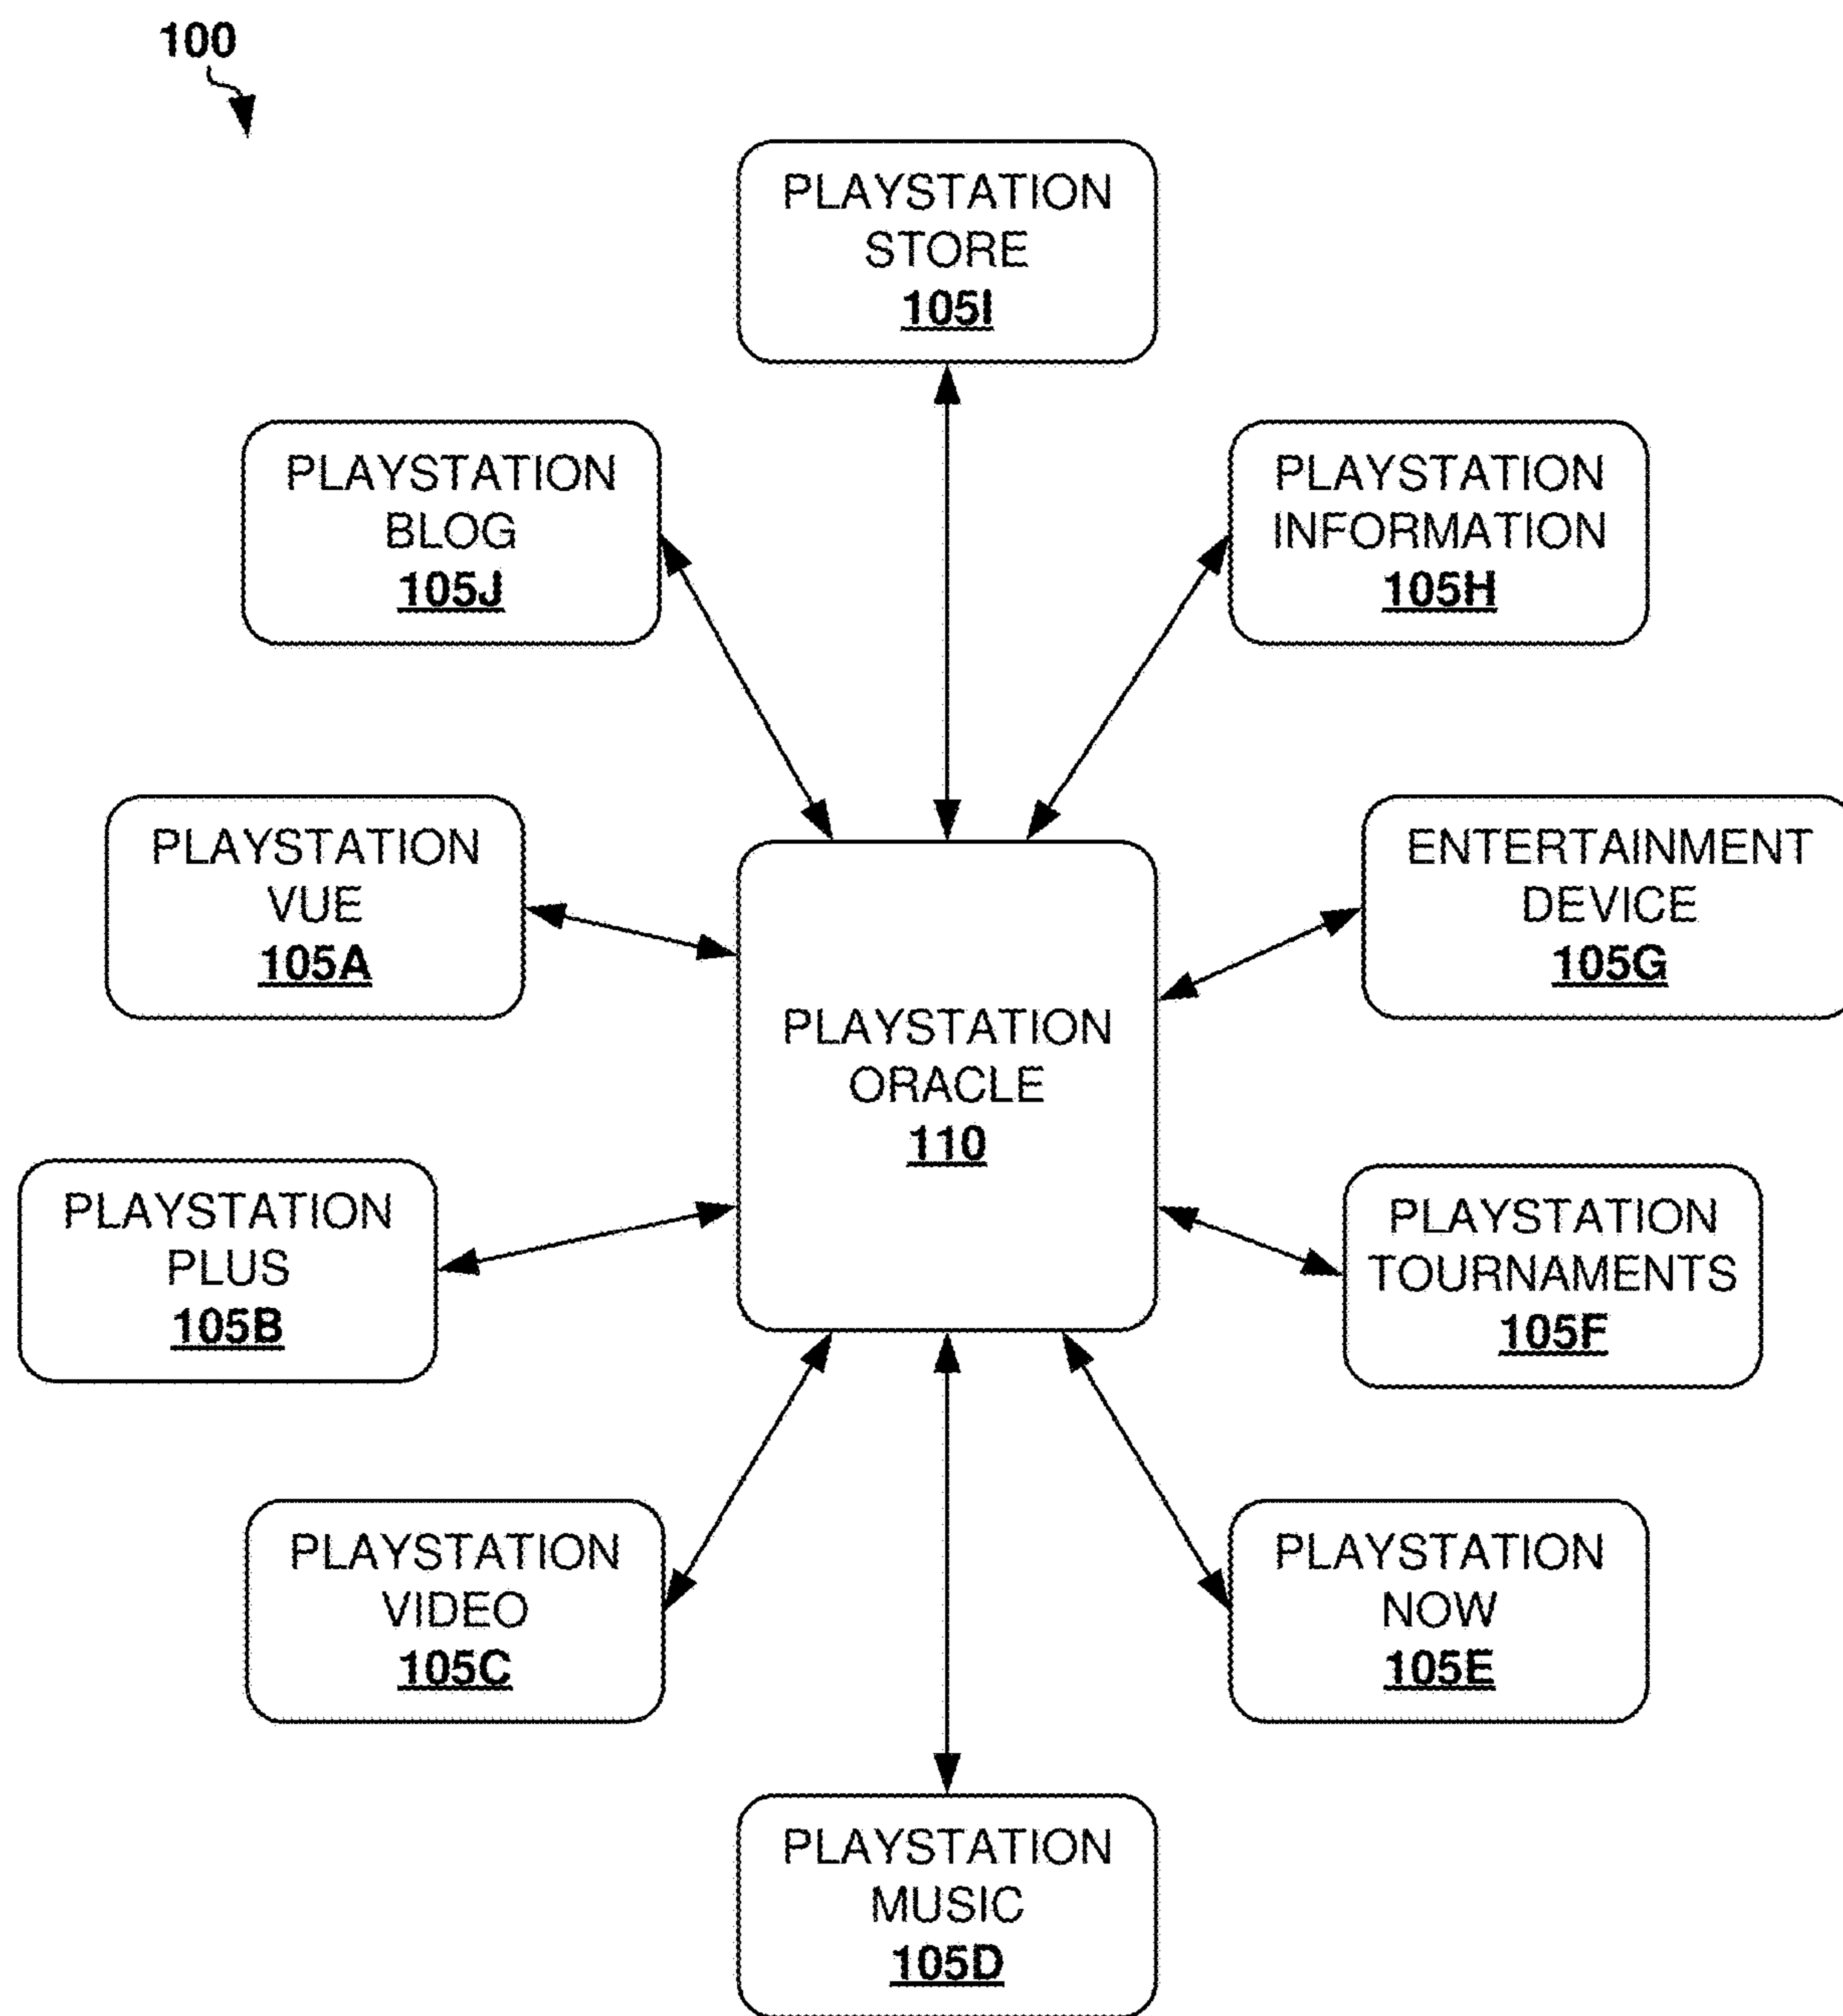 100
PLAYSTATION
STORE
105I
PLAYSTATION
BLOG
105J
PLAYSTATION
INFORMATION
105H
PLAYSTATION
VUE
105A
ENTERTAINMENT
DEVICE
105G
PLAYSTATION
ORACLE
110
PLAYSTATION
PLUS
105B
PLAYSTATION
TOURNAMENTS
105F
PLAYSTATION
VIDEO
105C
PLAYSTATION
NOW
105E
PLAYSTATION
MUSIC
105D